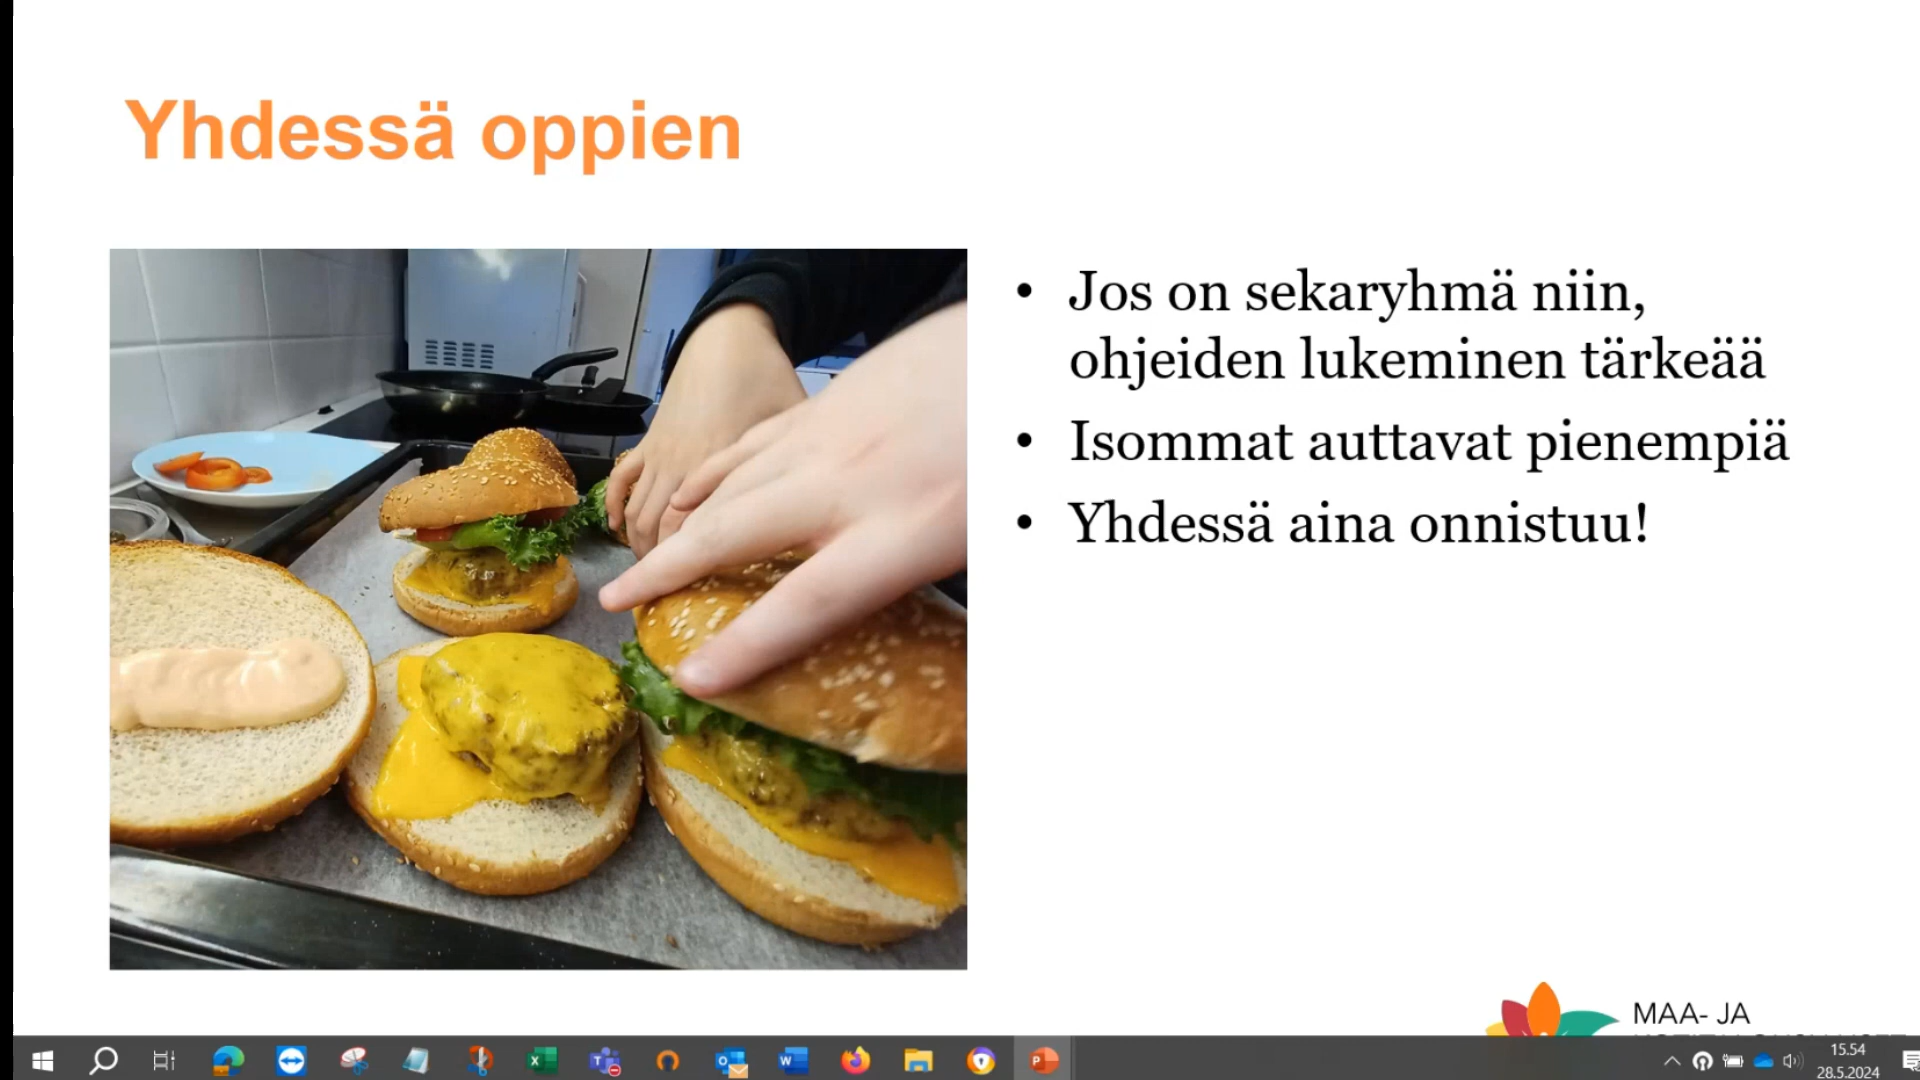 Yhdessä oppien
• Jos on sekaryhmä niin,
ohjeiden lukeminen tärkeää
• Isommat auttavat pienempiä
• Yhdessä aina onnistuu!
MAA- JA
15.54
28.5.2024